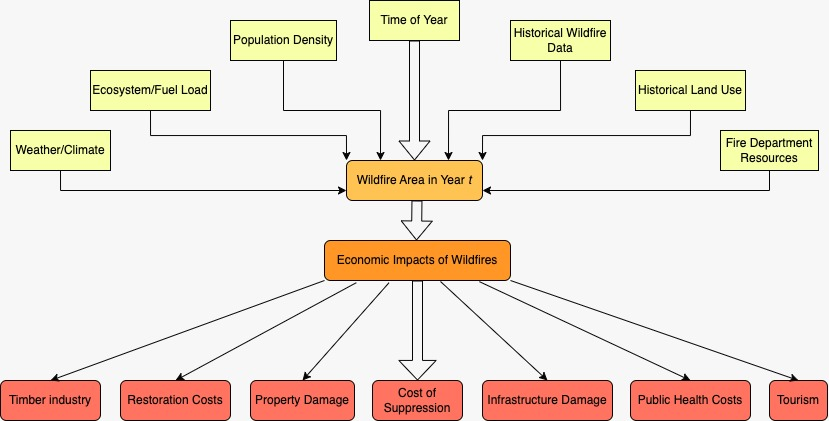 Time of Year
Population Density
Historical Wildfire
Data
Ecosystem/Fuel Load
Historical Land Use
Weather/Climate
Fire Department
Resources
Wildfire Area in Year t
Economic Impacts of Wildfires
Timber industry
Restoration Costs
Property Damage
Cost of
Suppression
Infrastructure Damage
Public Health Costs
Tourism